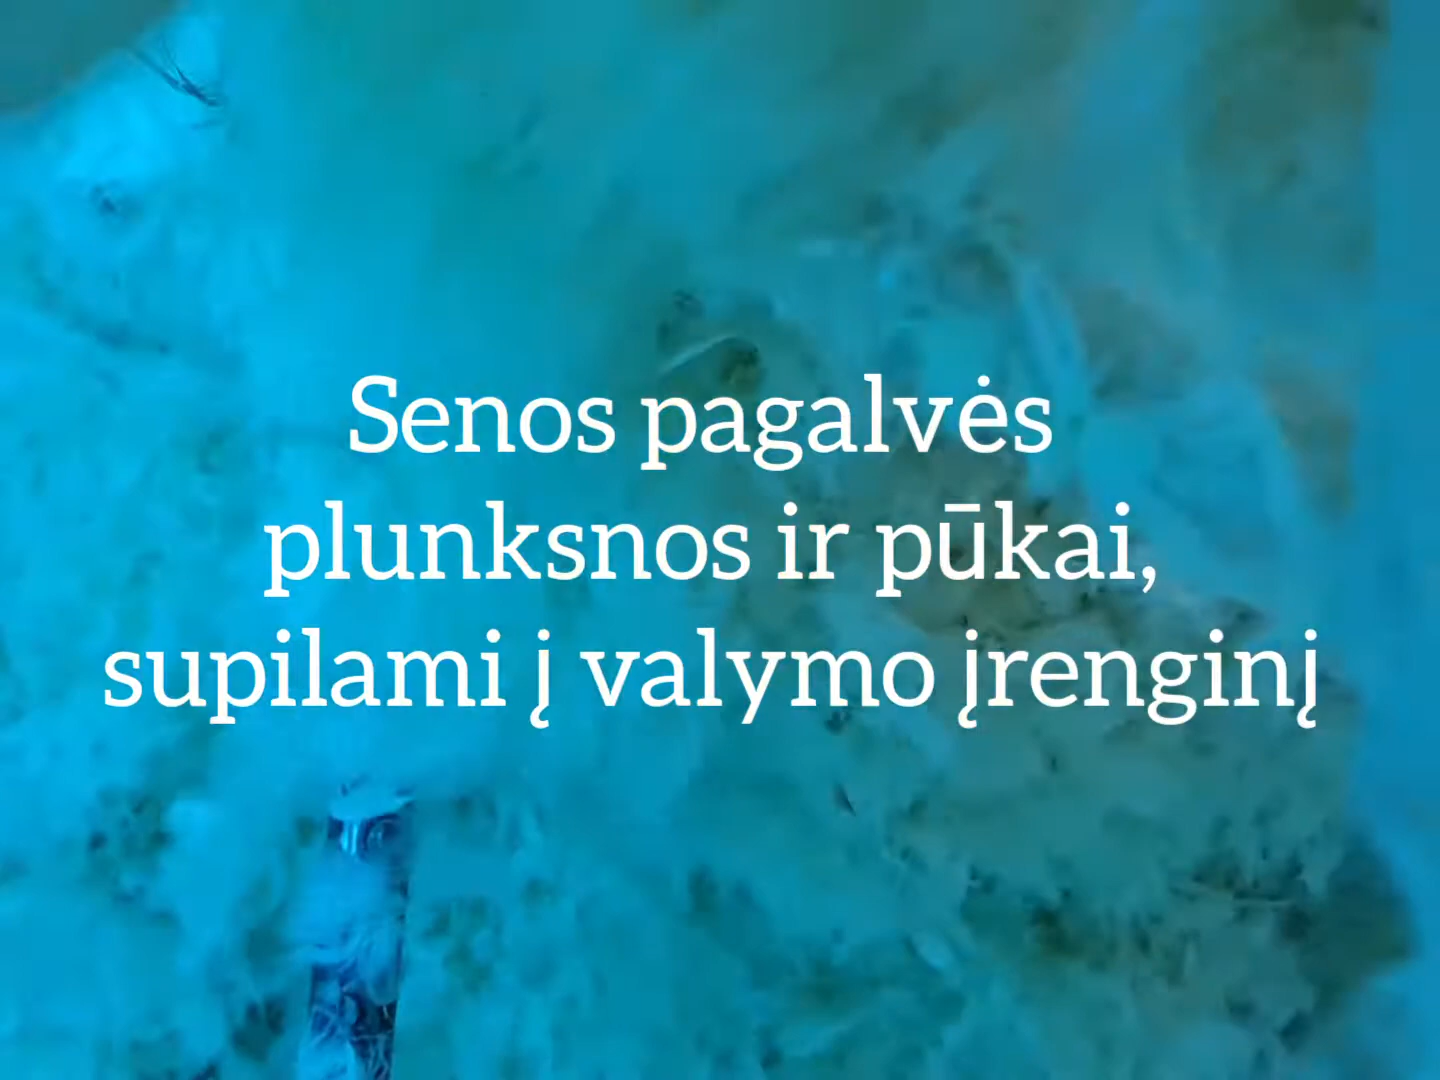 Senos pagalvės
plunksnos ir pūkai,
supilami į valymo įrenginį